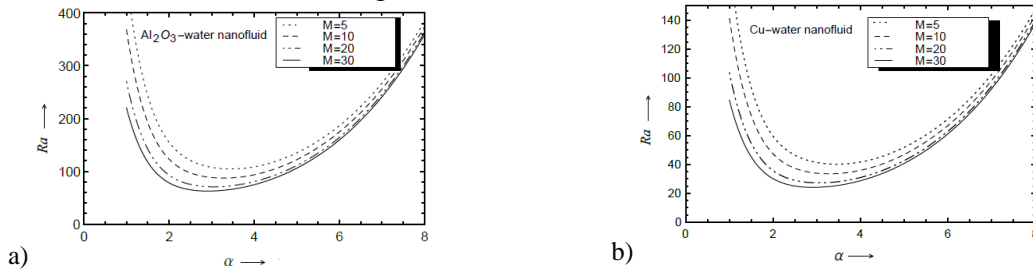 400
300
200
100
0
Ra →
Al2O3−water nanofluid
M=5
M=10
M=20
M=30
0 2 4 6 8
α →
a)
140
120
100
80
60
40
20
0
Ra →
Cu−water nanofluid
M=5
M=10
M=20
M=30
0 2 4 6 8
α →
b)